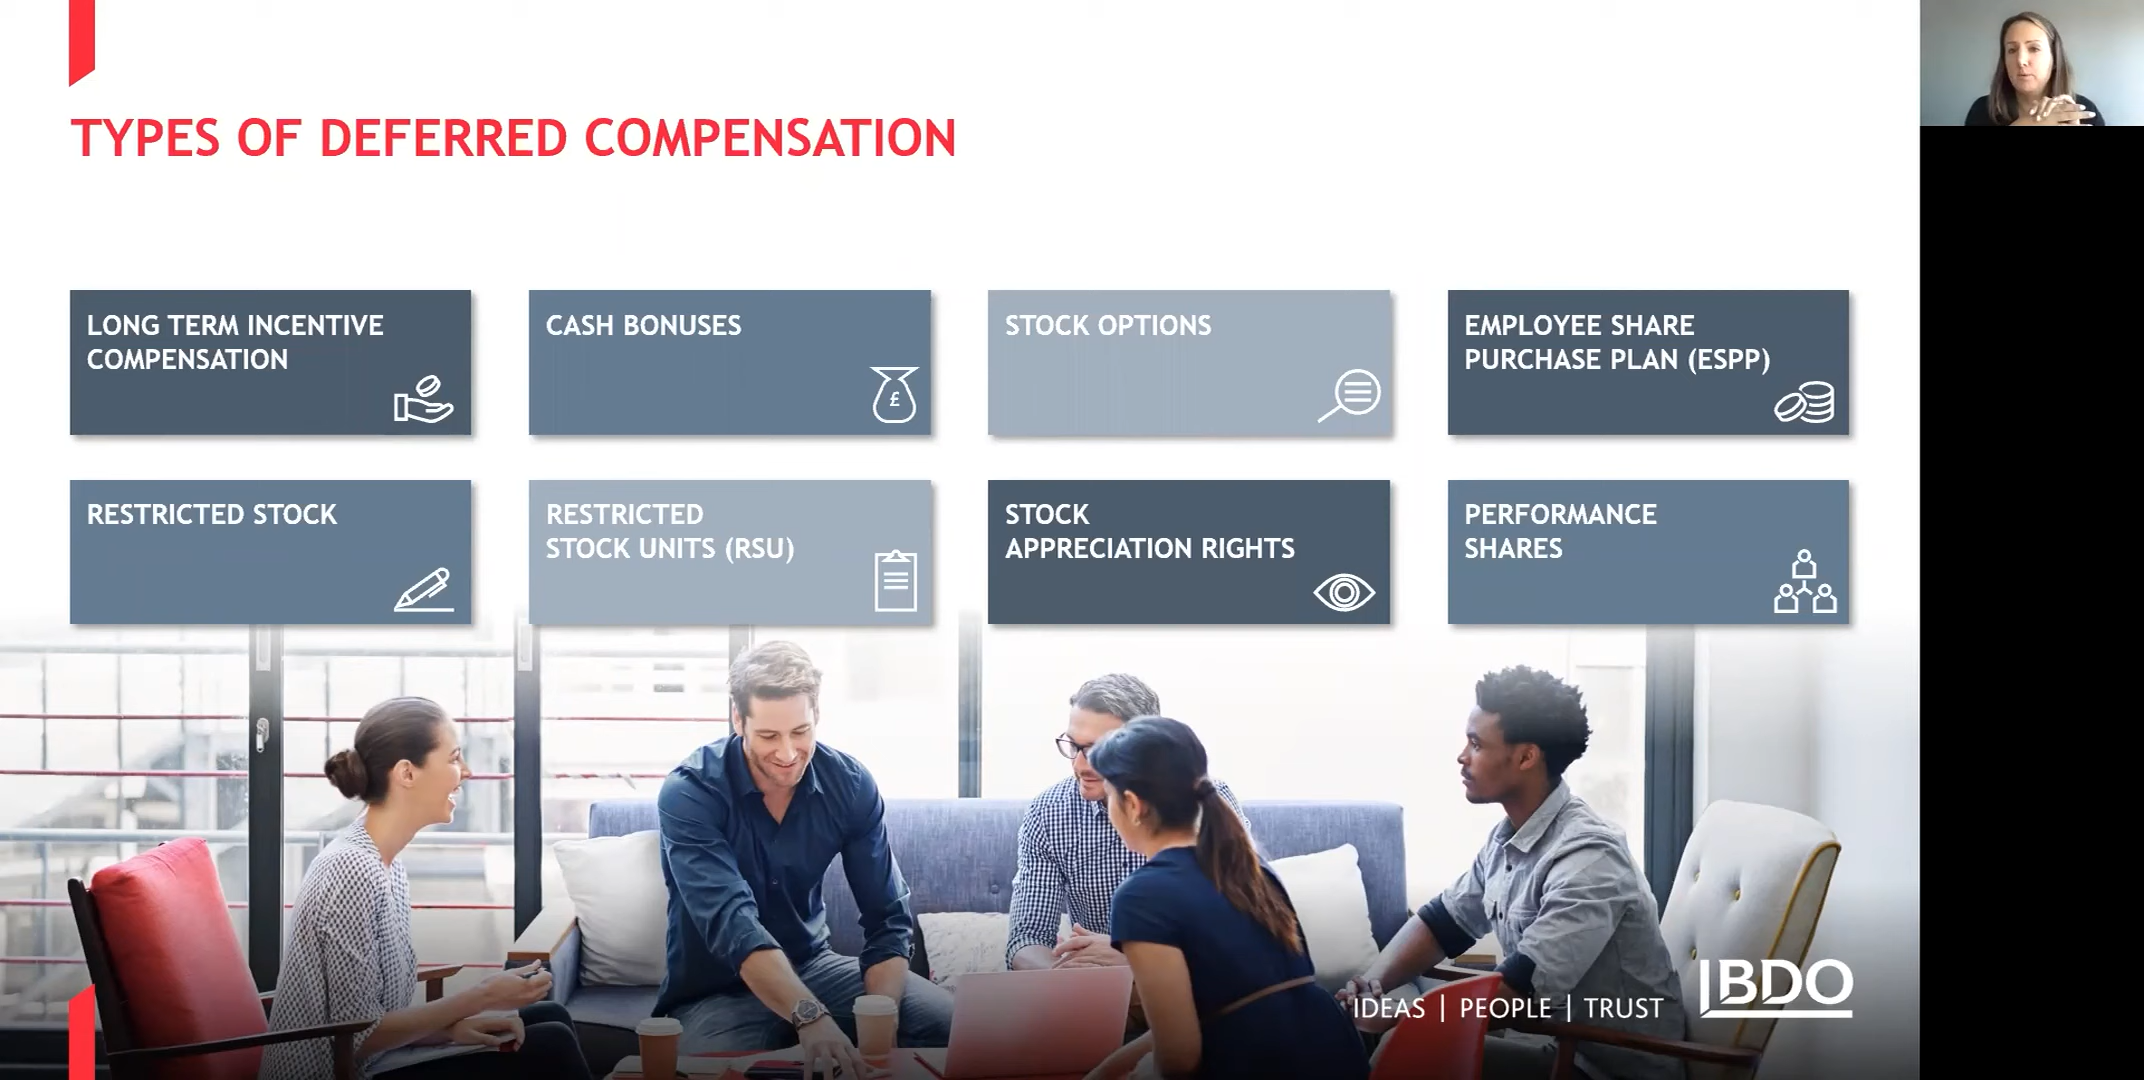 TYPES OF DEFERRED COMPENSATION
LONG TERM INCENTIVE
COMPENSATION
CASH BONUSES
£
STOCK OPTIONS
EMPLOYEE SHARE
PURCHASE PLAN (ESPP)
RESTRICTED STOCK
RESTRICTED
STOCK UNITS (RSU)
STOCK
APPRECIATION RIGHTS
PERFORMANCE
SHARES
IDEAS | PEOPLE | TRUST
BDO